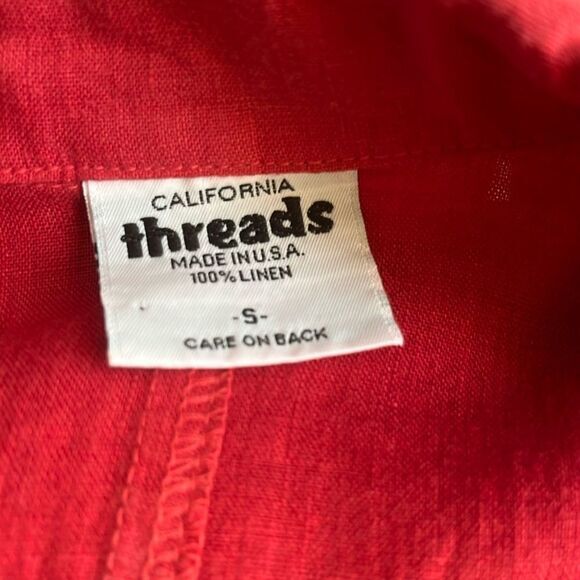 CALIFORNIA
threads
MADE IN U.S.A.
100% LINEN
-S-
CARE ON BACK